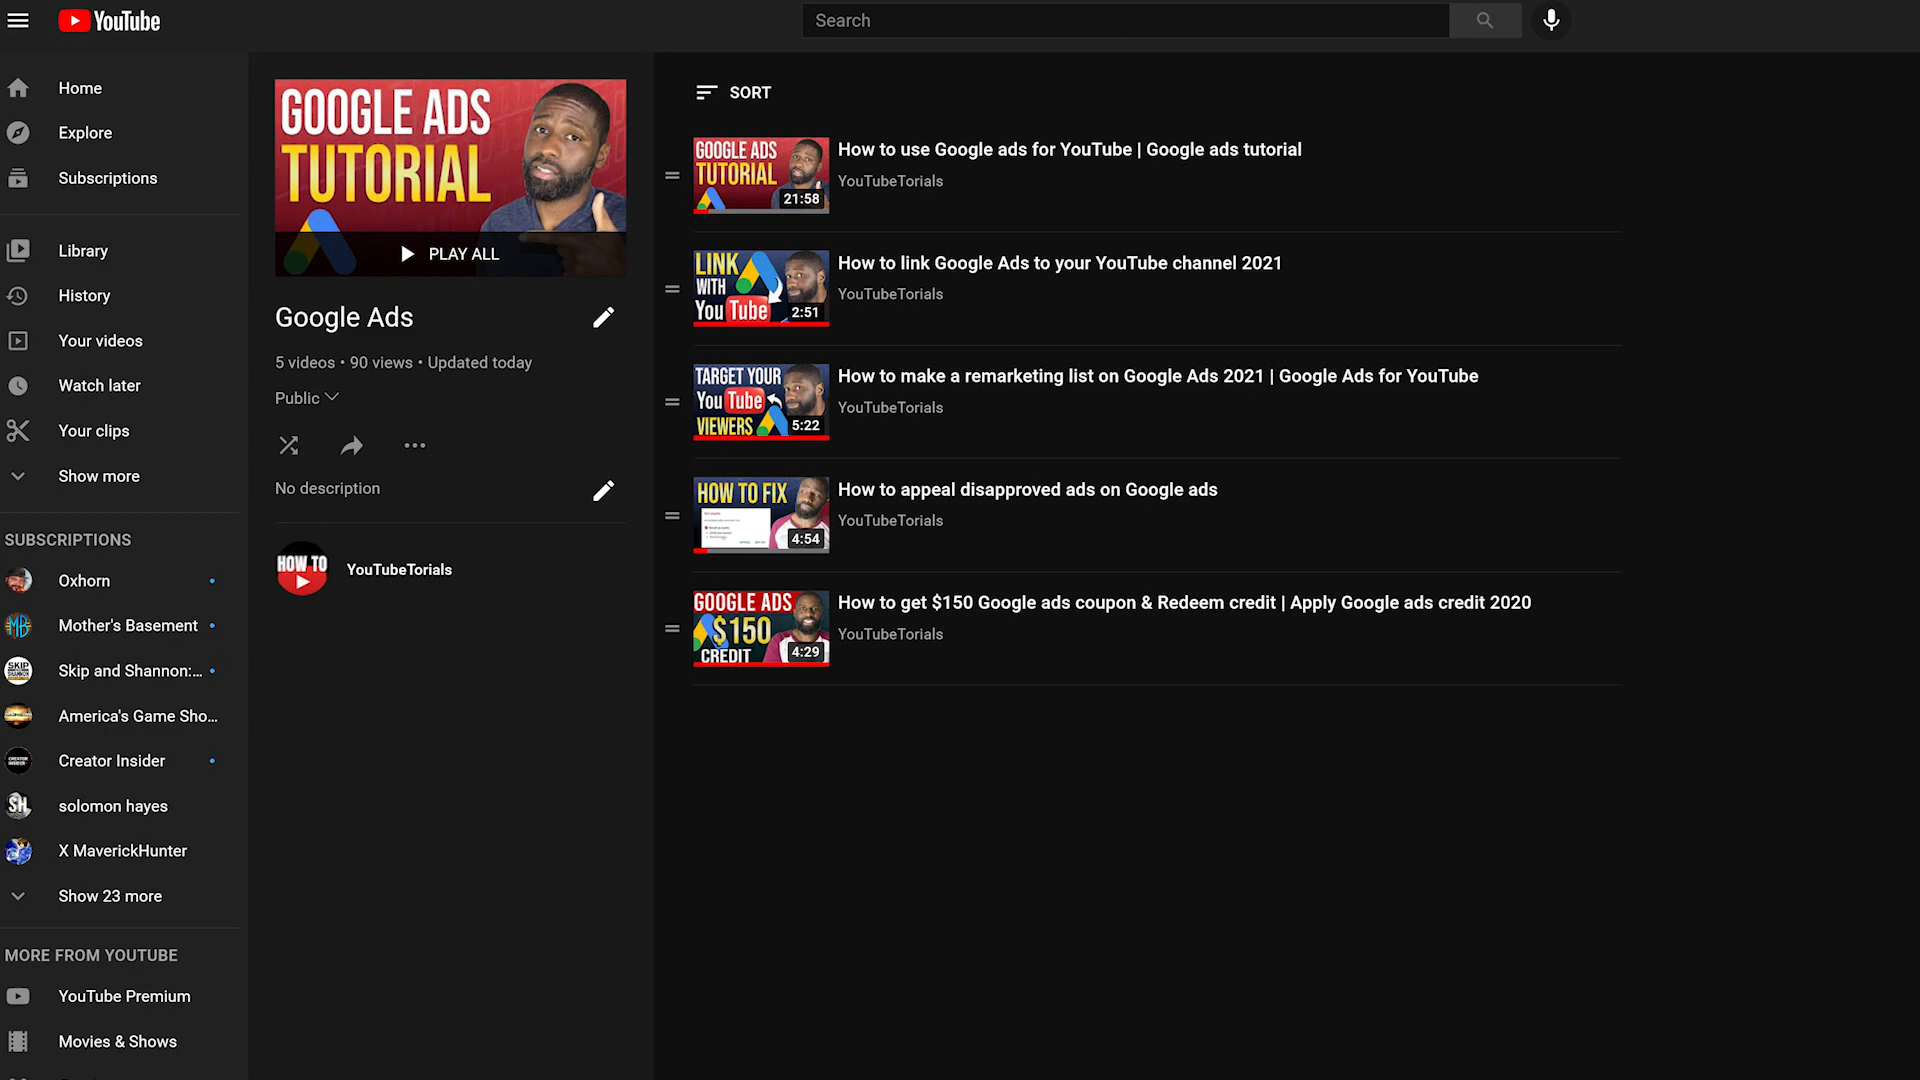 YouTube
Search
Home
Explore
Subscriptions
Library
History
Your videos
Watch later
Your clips
Show more
SUBSCRIPTIONS
Oxhorn
Mother's Basement
Skip and Shannon:...
America's Game Sho...
Creator Insider
solomon hayes
X MaverickHunter
Show 23 more
MORE FROM YOUTUBE
YouTube Premium
Movies & Shows
GOOGLE ADS
TUTORIAL
PLAY ALL
Google Ads
5 videos • 90 views • Updated today
Public
No description
HOW TO
YouTubeTorials
SORT
GOOGLE ADS
TUTORIAL
21:58
How to use Google ads for YouTube | Google ads tutorial
YouTubeTorials
LINK
WITH
YouTube
2:51
How to link Google Ads to your YouTube channel 2021
YouTubeTorials
TARGET YOUR
YouTube
VIEWERS
5:22
How to make a remarketing list on Google Ads 2021 | Google Ads for YouTube
YouTubeTorials
HOW TO FIX
4:54
How to appeal disapproved ads on Google ads
YouTubeTorials
GOOGLE ADS
$150
CREDIT
4:29
How to get $150 Google ads coupon & Redeem credit | Apply Google ads credit 2020
YouTubeTorials